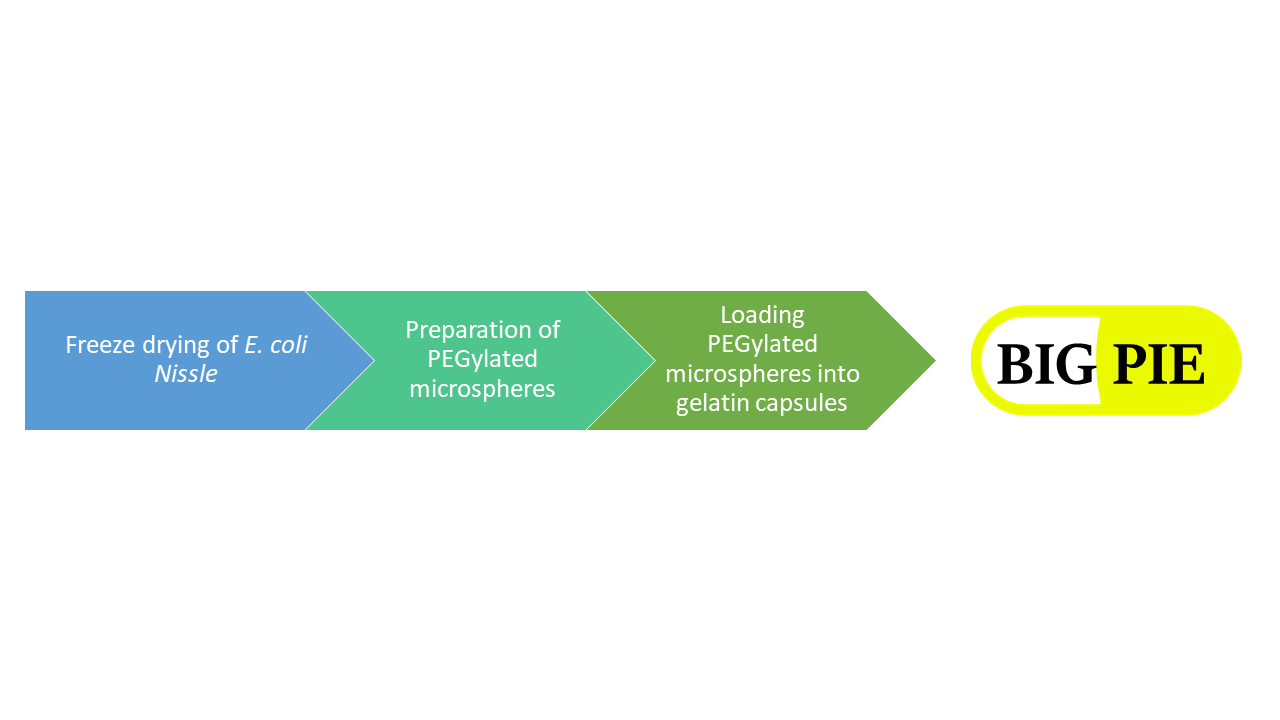 Freeze drying of E. coli
Nissle
Preparation of
PEGylated
microspheres
Loading
PEGylated
microspheres into
gelatin capsules
BIG PIE